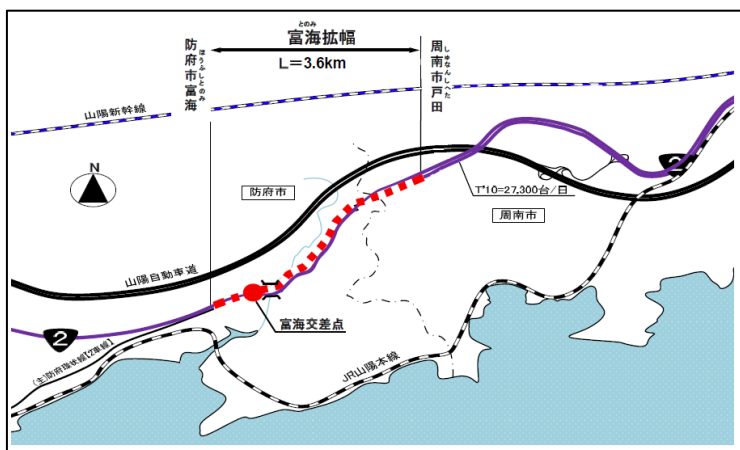 とのみ
富海拡幅
L=3.6km
防府市富海
ほうふしとのみ
周南市戸田
しゅうなんしへた
山陽新幹線
N
防府市
2
T"10=27,300台/日
周南市
山陽自動車道
2
富海交差点
(主)防府環状線【2車線】
JR山陽本線